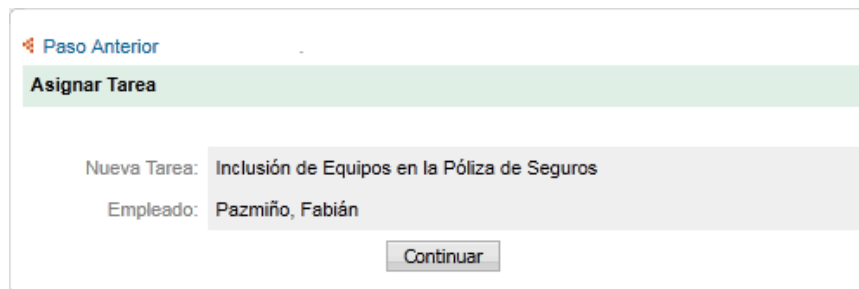 Paso Anterior
Asignar Tarea
Nueva Tarea: Inclusión de Equipos en la Póliza de Seguros
Empleado: Pazmiño, Fabián
Continuar